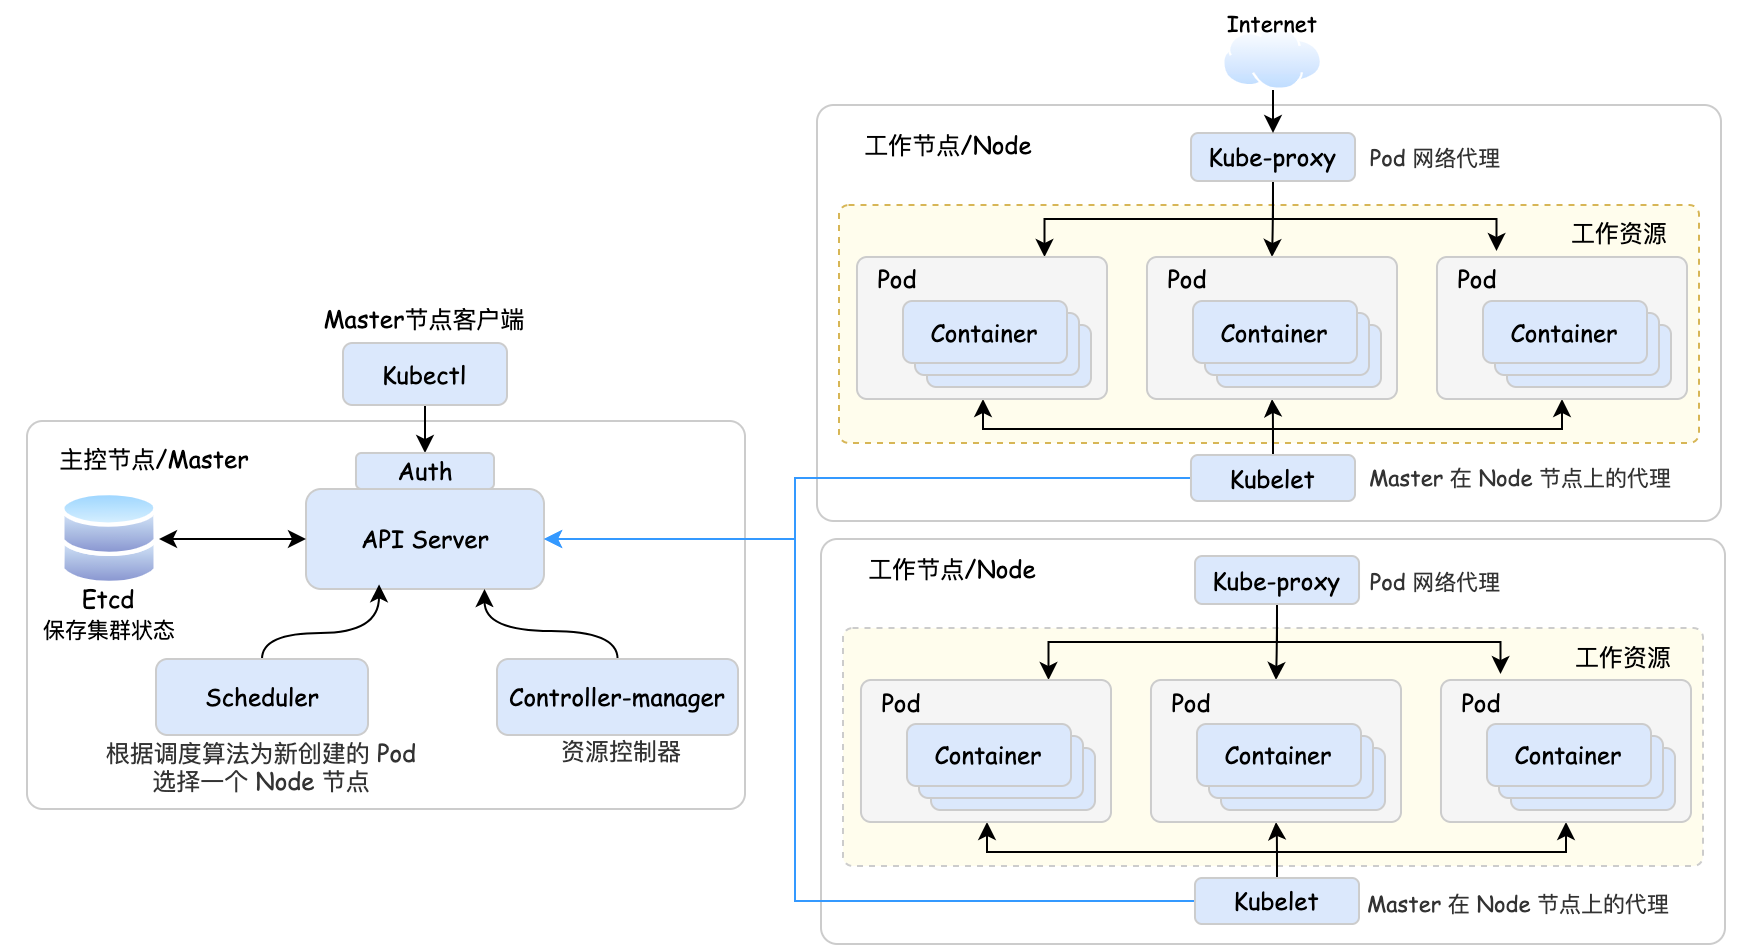 Internet
工作节点/Node
Kube-proxy
Pod 网络代理
工作资源
Pod
Container
Pod
Container
Pod
Container
Kubelet
Master 在 Node 节点上的代理
Master节点客户端
Kubectl
主控节点/Master
Auth
API Server
Etcd
保存集群状态
Scheduler
根据调度算法为新创建的 Pod
选择一个 Node 节点
Controller-manager
资源控制器
工作节点/Node
Kube-proxy
Pod 网络代理
工作资源
Pod
Container
Pod
Container
Pod
Container
Kubelet
Master 在 Node 节点上的代理